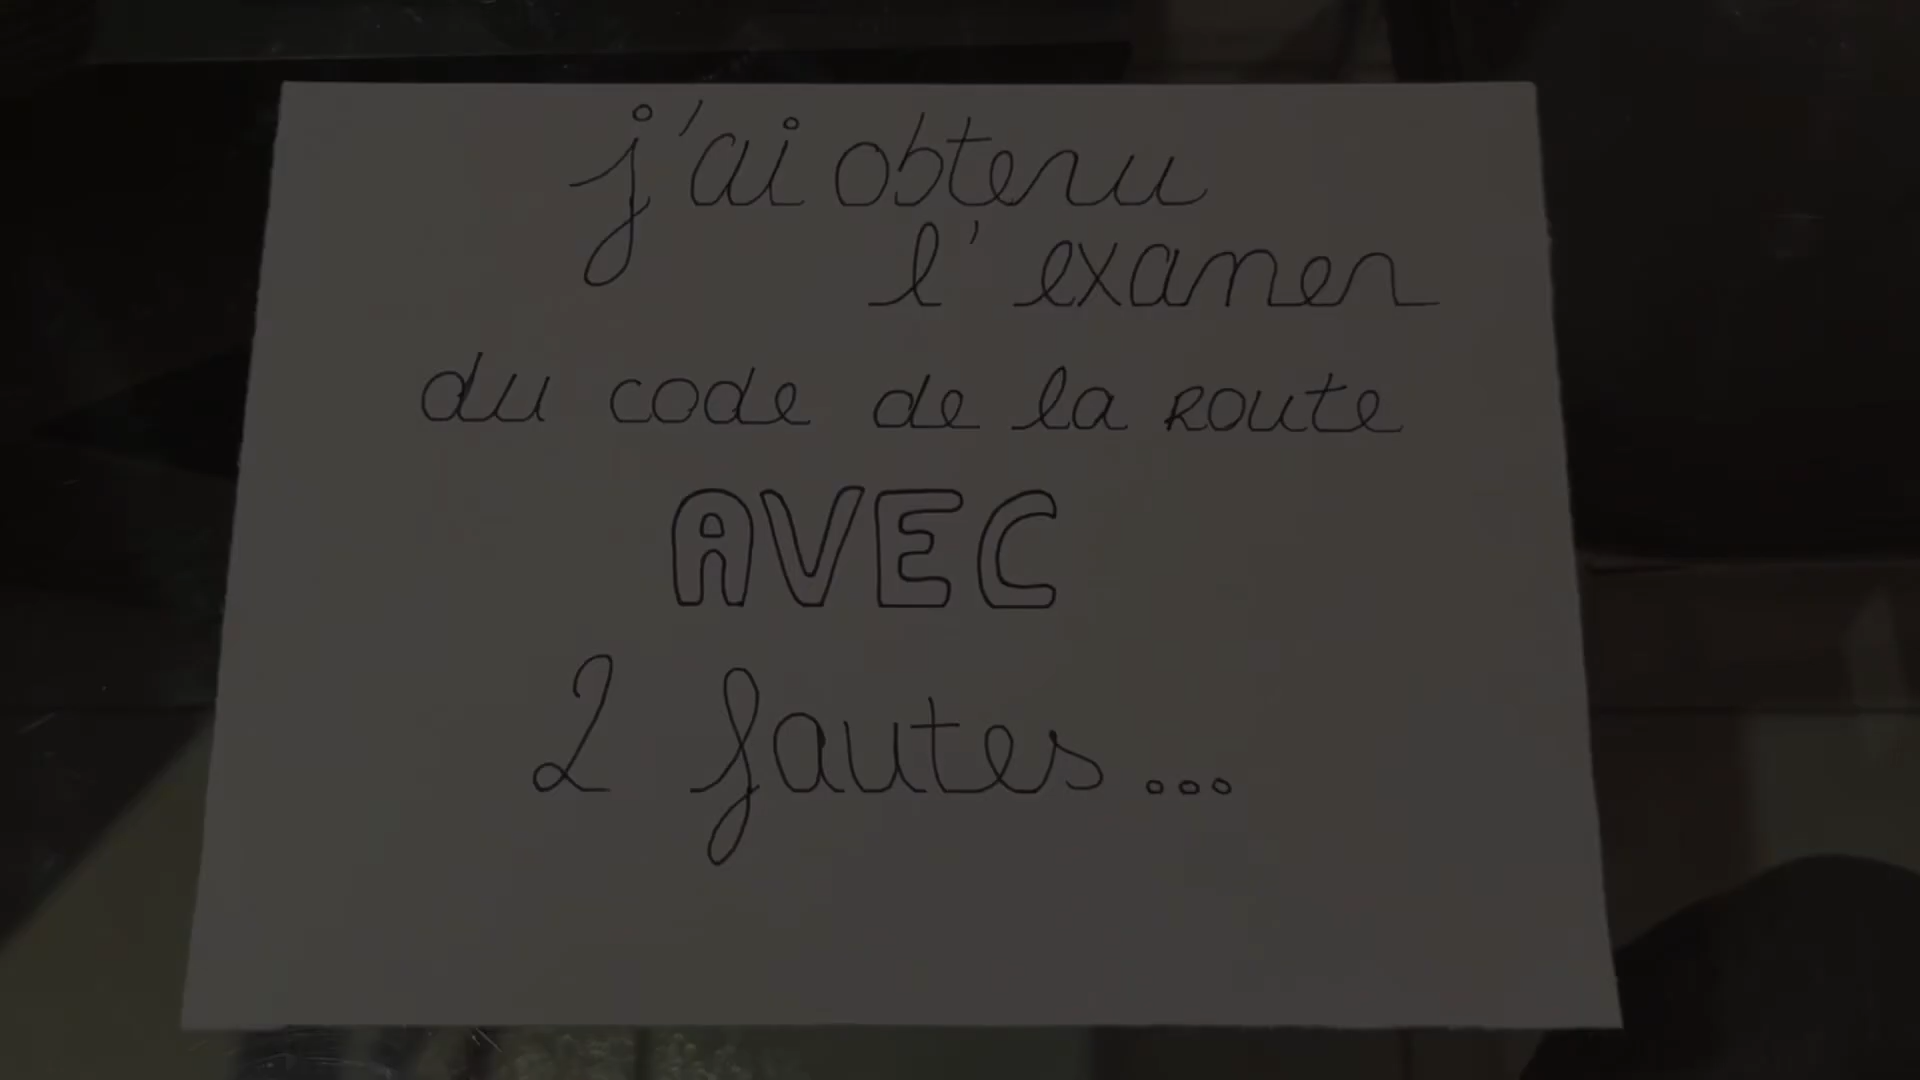 j'ai obtenu
l'examen
du code de la route
AVEC
2 fautes...